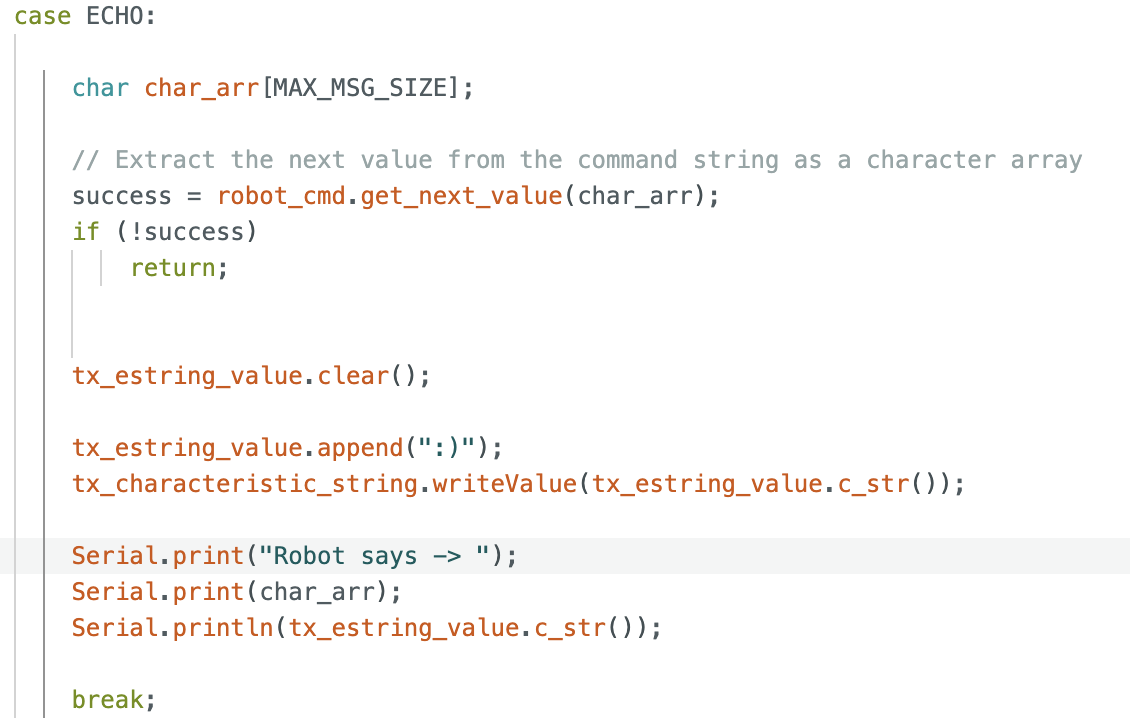 case ECHO:
char char_arr[MAX_MSG_SIZE];
// Extract the next value from the command string as a character array
success = robot_cmd.get_next_value(char_arr);
if (!success)
return;
tx_estring_value.clear();
tx_estring_value.append(":)");
tx_characteristic_string.writeValue(tx_estring_value.c_str());
Serial.print("Robot says -> ");
Serial.print(char_arr);
Serial.println(tx_estring_value.c_str());
break;